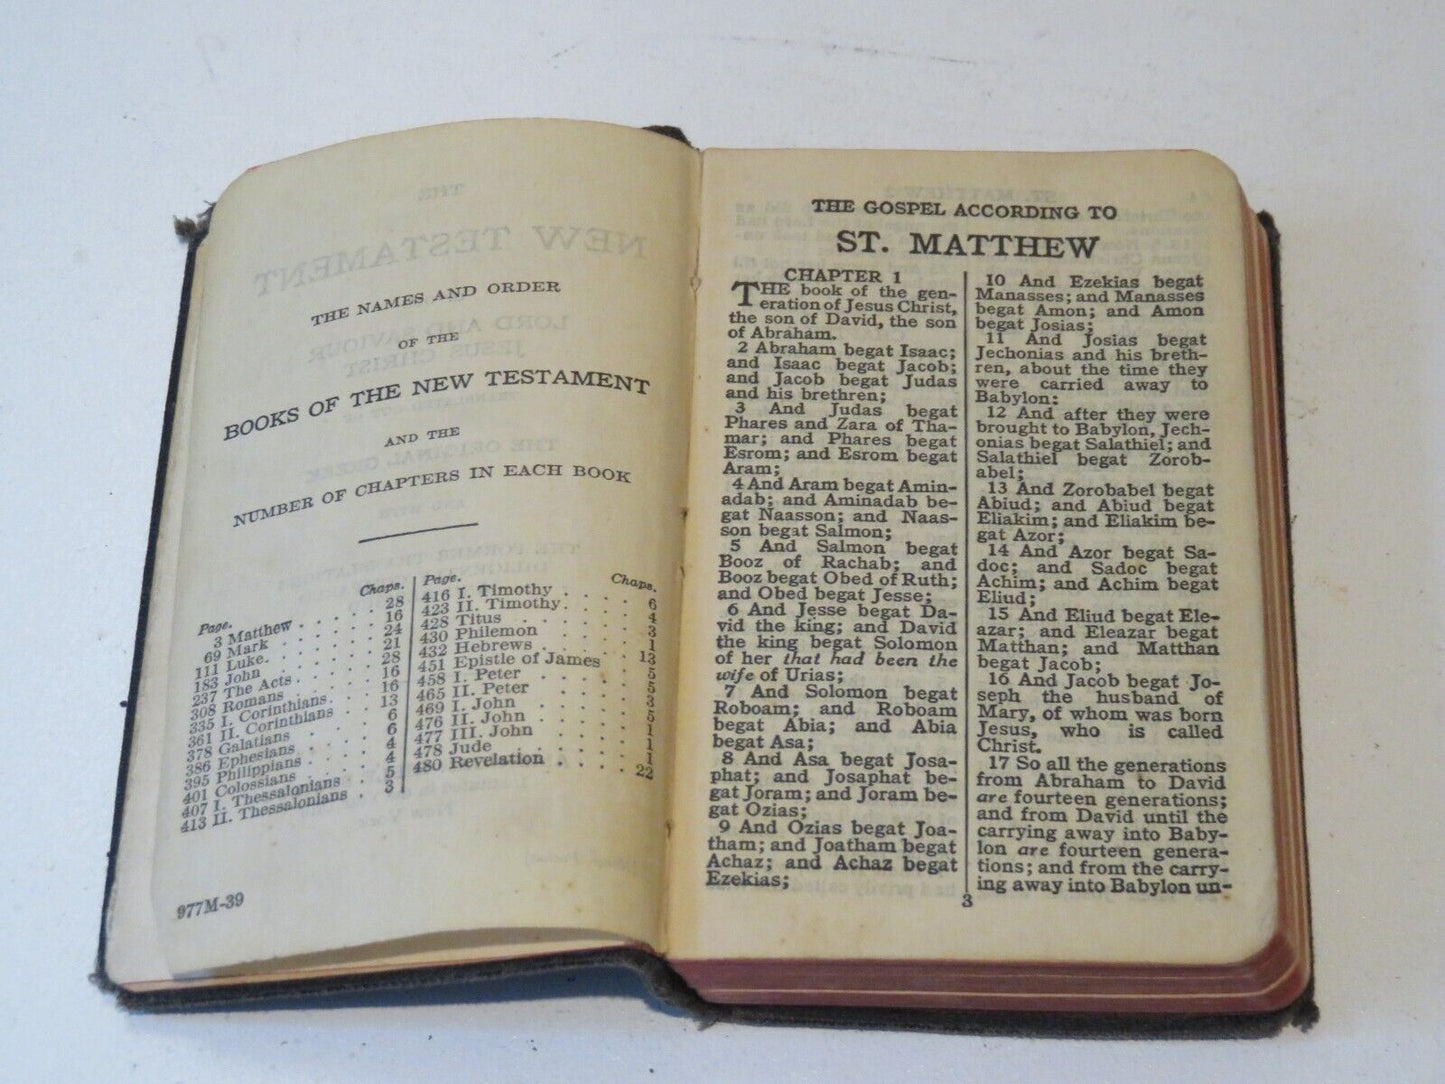 THE NAMES AND ORDER
OF THE
BOOKS OF THE NEW TESTAMENT
AND THE
NUMBER OF CHAPTERS IN EACH BOOK
Page. Chaps.
3 Matthew . . . . . 28
69 Mark . . . . . . 16
111 Luke. . . . . . 24
183 John . . . . . . 21
237 The Acts. . . . . 28
308 Romans . . . . . 16
335 I. Corinthians. . . 16
361 II. Corinthians . . . 13
378 Galatians . . . . 6
386 Ephesians . . . . 6
395 Philippians . . . . 4
401 Colossians . . . . 4
407 I. Thessalonians . . 5
413 II. Thessalonians . . 3
Page. Chaps.
416 I. Timothy . . . . 6
423 II. Timothy. . . . 4
428 Titus . . . . . 3
430 Philemon . . . . 1
432 Hebrews . . . . 13
451 Epistle of James . . 5
458 I. Peter . . . . 5
465 II. Peter . . . . 3
469 I. John . . . . 5
476 II. John . . . . 1
477 III. John . . . . 1
478 Jude . . . . . 1
480 Revelation . . . . 22
977M-39
THE GOSPEL ACCORDING TO
ST. MATTHEW
CHAPTER 1
THE book of the gen-
eration of Jesus Christ,
the son of David, the son
of Abraham.
2 Abraham begat Isaac;
and Isaac begat Jacob;
and Jacob begat Judas
and his brethren;
3 And Judas begat
Phares and Zara of Tha-
mar; and Phares begat
Esrom; and Esrom begat
Aram;
4 And Aram begat Amin-
adab; and Aminadab be-
gat Naasson; and Naas-
son begat Salmon;
5 And Salmon begat
Booz of Rachab; and
Booz begat Obed of Ruth;
and Obed begat Jesse;
6 And Jesse begat Da-
vid the king; and David
the king begat Solomon
of her that had been the
wife of Urias;
7 And Solomon begat
Roboam; and Roboam
begat Abia; and Abia
begat Asa;
8 And Asa begat Josa-
phat; and Josaphat be-
gat Joram; and Joram be-
gat Ozias;
9 And Ozias begat Joa-
tham; and Joatham begat
Achaz; and Achaz begat
Ezekias;
10 And Ezekias begat
Manasses; and Manasses
begat Amon; and Amon
begat Josias;
11 And Josias begat
Jechonias and his breth-
ren, about the time they
were carried away to
Babylon:
12 And after they were
brought to Babylon, Jech-
onias begat Salathiel; and
Salathiel begat Zorob-
abel;
13 And Zorobabel begat
Abiud; and Abiud begat
Eliakim; and Eliakim be-
gat Azor;
14 And Azor begat Sa-
doc; and Sadoc begat
Achim; and Achim begat
Eliud;
15 And Eliud begat Ele-
azar; and Eleazar begat
Matthan; and Matthan
begat Jacob;
16 And Jacob begat Jo-
seph the husband of
Mary, of whom was born
Jesus, who is called
Christ.
17 So all the generations
from Abraham to David
are fourteen generations;
and from David until the
carrying away into Baby-
lon are fourteen genera-
tions; and from the carry-
ing away into Babylon un-
3